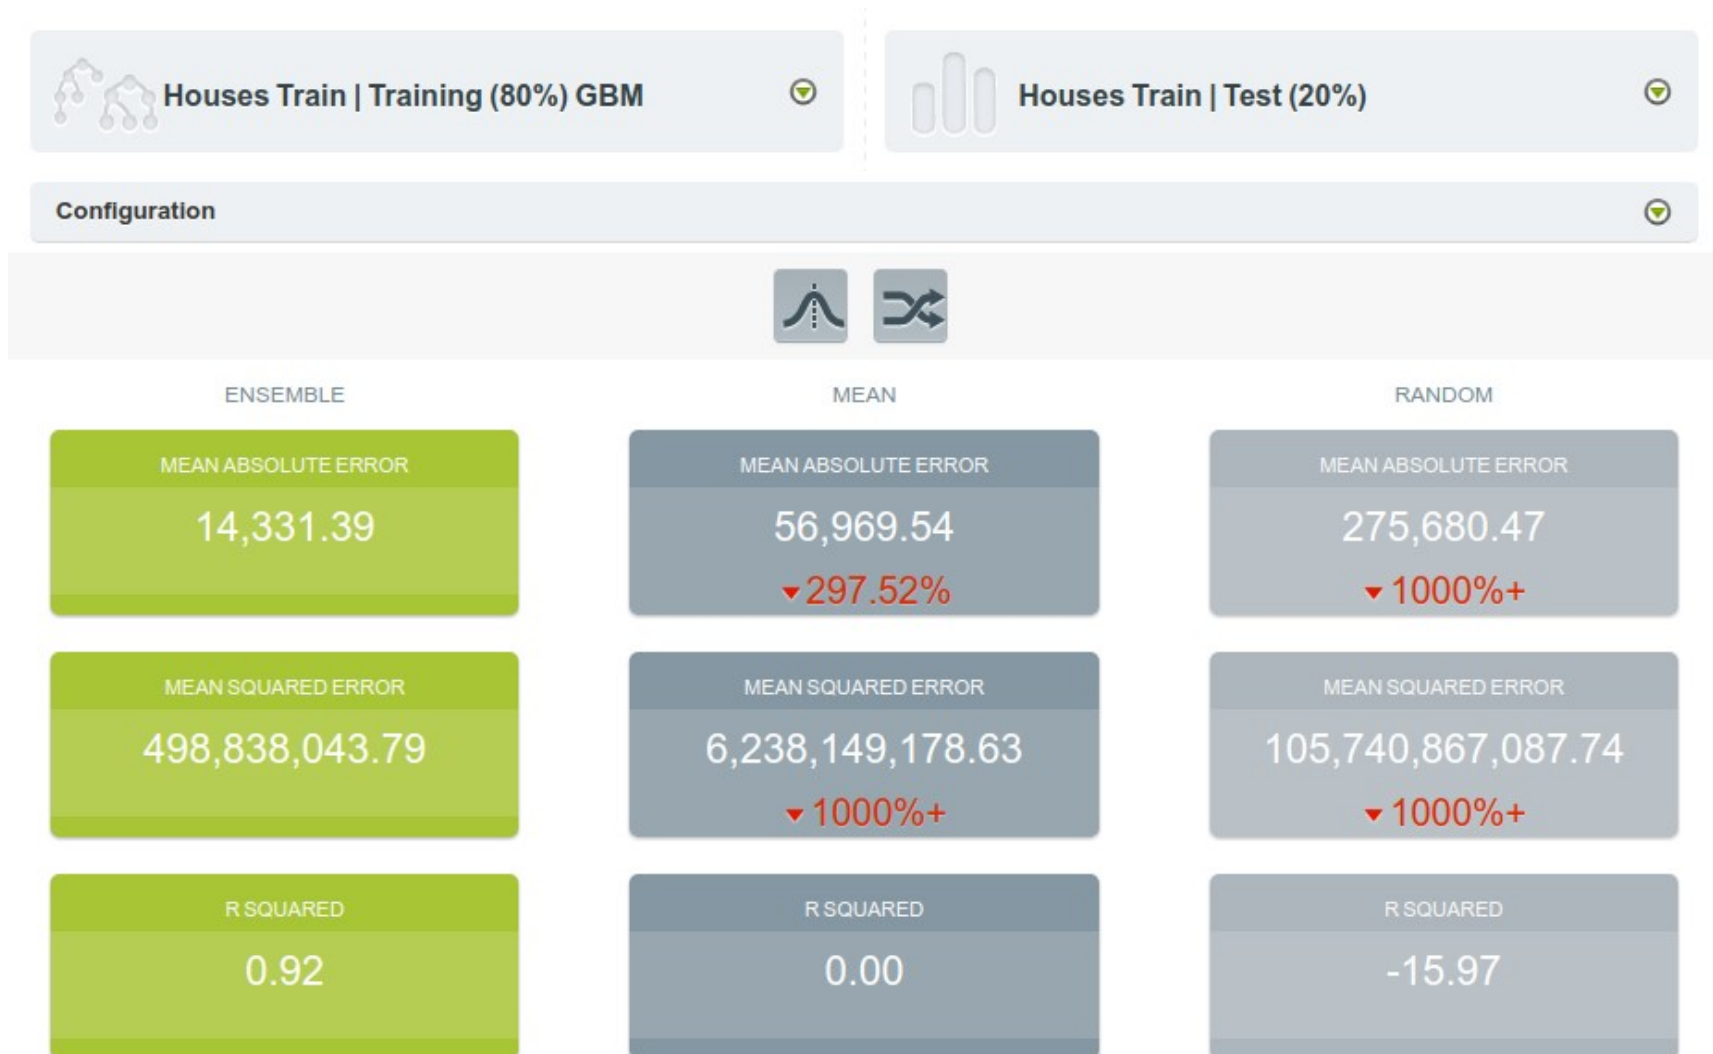 Houses Train | Training (80%) GBM
Houses Train | Test (20%)
Configuration
ENSEMBLE
MEAN
RANDOM
MEAN ABSOLUTE ERROR
MEAN ABSOLUTE ERROR
MEAN ABSOLUTE ERROR
14,331.39
56,969.54
275,680.47
297.52%
1000%+
MEAN SQUARED ERROR
MEAN SQUARED ERROR
MEAN SQUARED ERROR
498,838,043.79
6,238,149,178.63
105,740,867,087.74
1000%+
1000%+
R SQUARED
R SQUARED
R SQUARED
0.92
0.00
-15.97